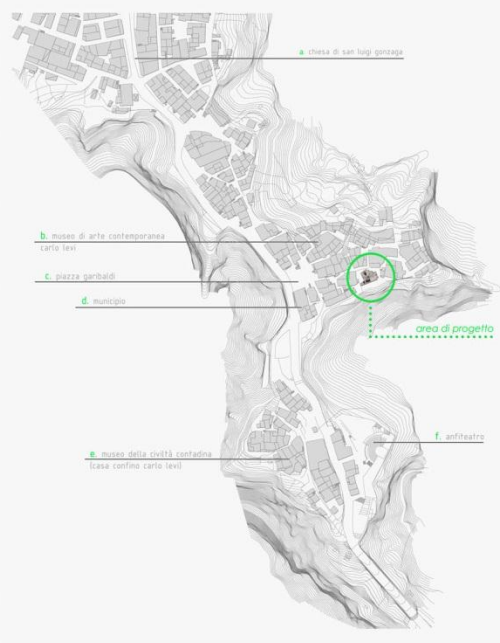 a. chiesa di san luigi gonzaga
b. museo di arte contemporanea
carlo levi
c. piazza garibaldi
d. municipio
area di progetto
f. anfiteatro
e. museo della civiltà contadina
(casa confino carlo levi)